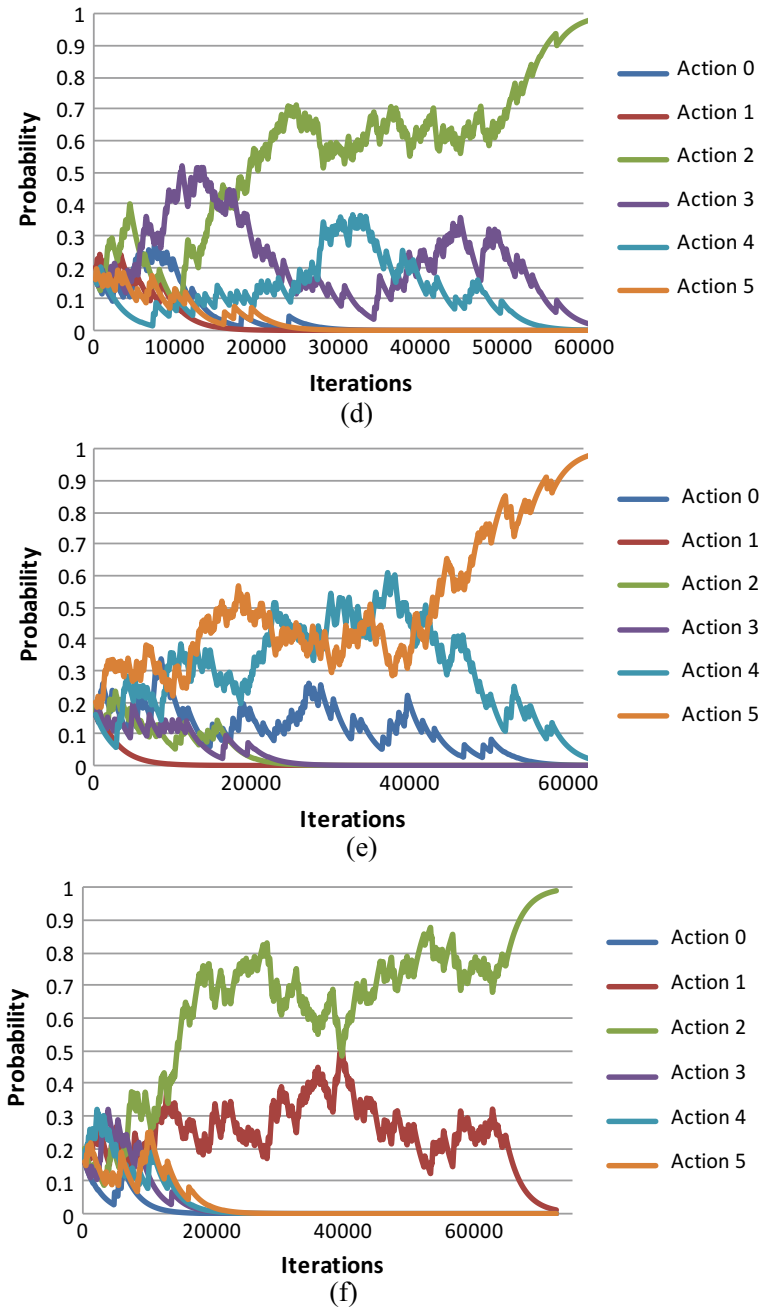 1
0.9
0.8
0.7
0.6
0.5
0.4
0.3
0.2
0.1
0
Probability
0 10000 20000 30000 40000 50000 60000
Iterations
Action 0
Action 1
Action 2
Action 3
Action 4
Action 5
(d)
1
0.9
0.8
0.7
0.6
0.5
0.4
0.3
0.2
0.1
0
Probability
0 20000 40000 60000
Iterations
Action 0
Action 1
Action 2
Action 3
Action 4
Action 5
(e)
1
0.9
0.8
0.7
0.6
0.5
0.4
0.3
0.2
0.1
0
Probability
0 20000 40000 60000
Iterations
Action 0
Action 1
Action 2
Action 3
Action 4
Action 5
(f)